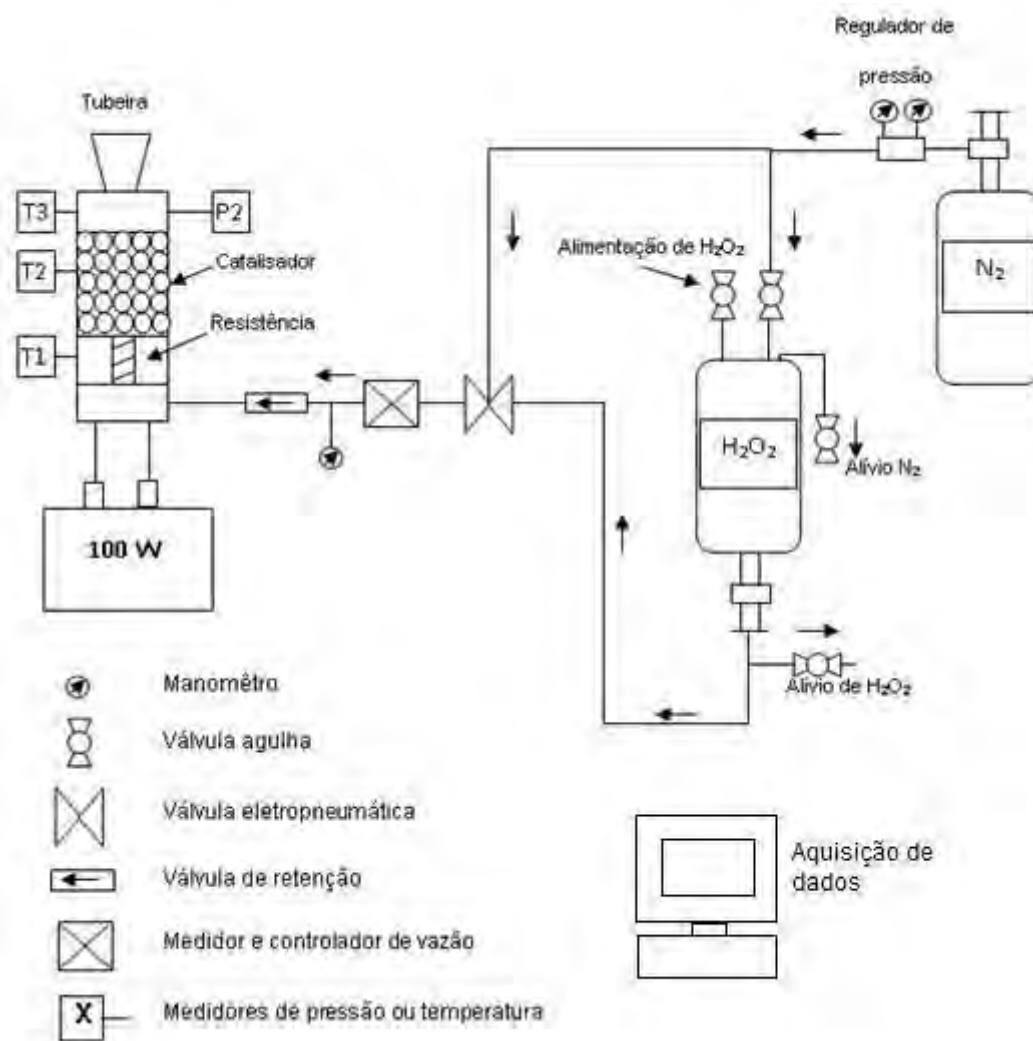 Regulador de
pressão
Tubeira
T3
P2
T2
T1
Catalisador
Resistência
Alimentação de H₂O₂
N₂
H₂O₂
Alívio N₂
Alívio de H₂O₂
100 W
Manomêtro
Válvula agulha
Válvula eletropneumática
Válvula de retenção
Medidor e controlador de vazão
X
Medidores de pressão ou temperatura
Aquisição de
dados